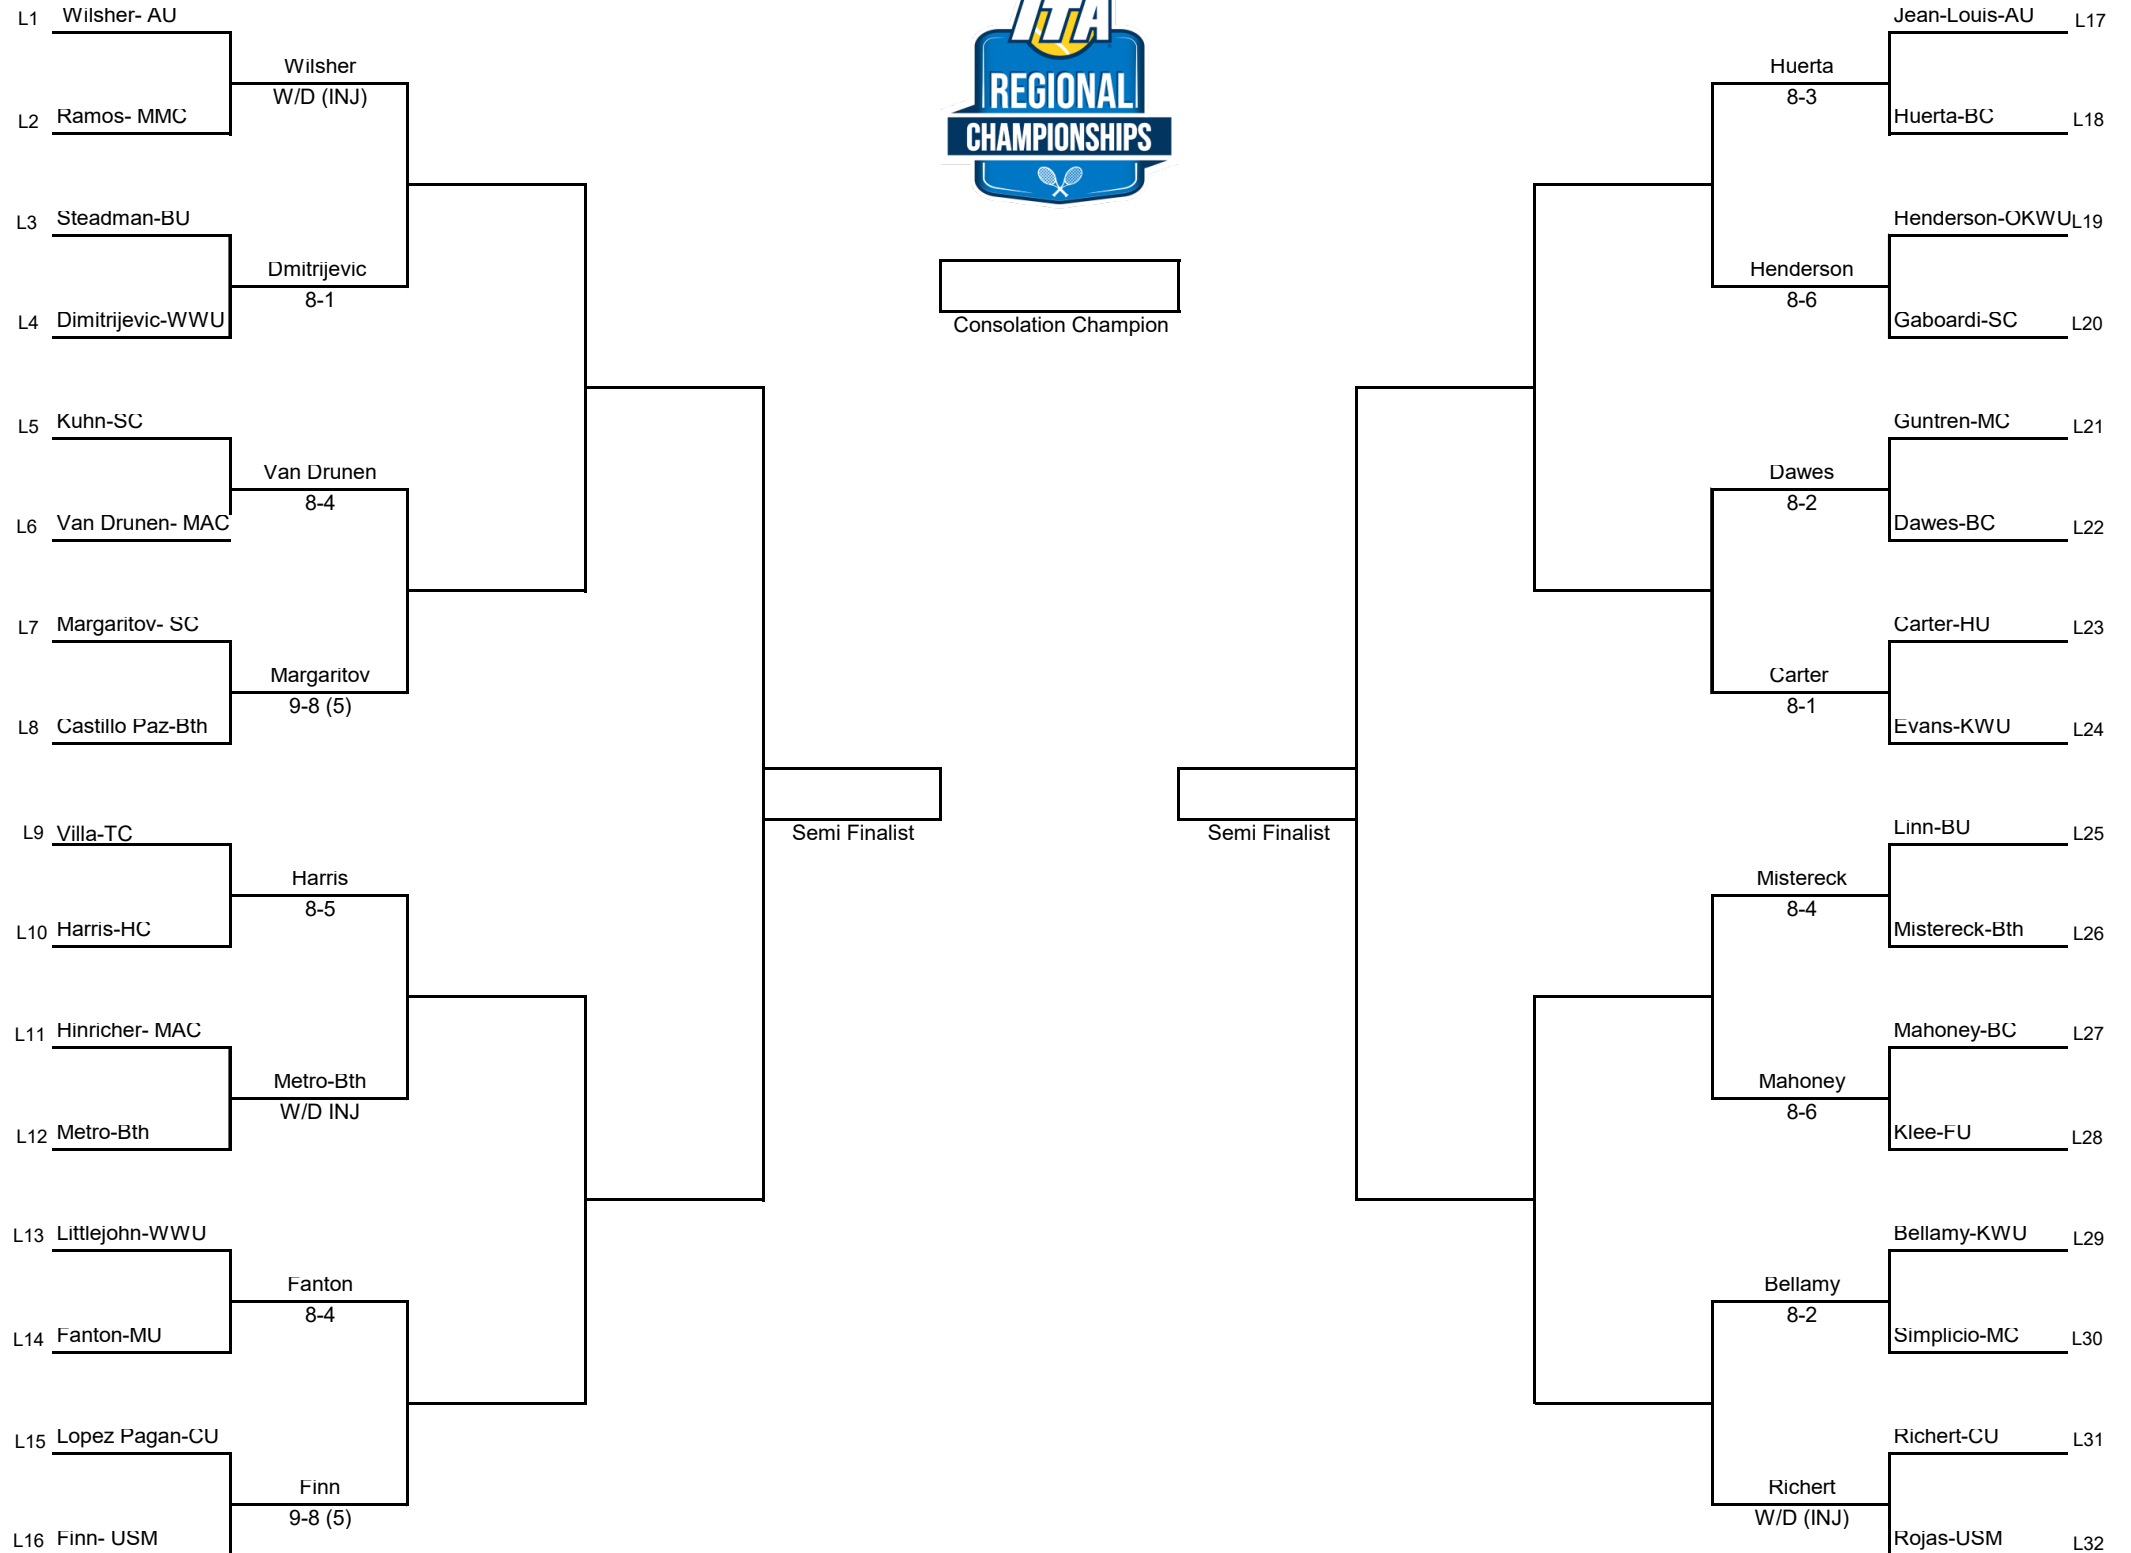 L1 Wilsher- AU
Wilsher
W/D (INJ)
L2 Ramos- MMC
L3 Steadman-BU
Dmitrijevic
8-1
L4 Dimitrijevic-WWU
L5 Kuhn-SC
Van Drunen
8-4
L6 Van Drunen- MAC
L7 Margaritov- SC
Margaritov
9-8 (5)
L8 Castillo Paz-Bth
L9 Villa-TC
Harris
8-5
L10 Harris-HC
L11 Hinricher- MAC
Metro-Bth
W/D INJ
L12 Metro-Bth
L13 Littlejohn-WWU
Fanton
8-4
L14 Fanton-MU
L15 Lopez Pagan-CU
Finn
9-8 (5)
L16 Finn- USM
ITA
REGIONAL
CHAMPIONSHIPS
Consolation Champion
Semi Finalist
Semi Finalist
Jean-Louis-AU L17
Huerta
8-3
Huerta-BC L18
Henderson-OKWU L19
Henderson
8-6
Gaboardi-SC L20
Guntren-MC L21
Dawes
8-2
Dawes-BC L22
Carter-HU L23
Carter
8-1
Evans-KWU L24
Linn-BU L25
Mistereck
8-4
Mistereck-Bth L26
Mahoney-BC L27
Mahoney
8-6
Klee-FU L28
Bellamy-KWU L29
Bellamy
8-2
Simplicio-MC L30
Richert-CU L31
Richert
W/D (INJ)
Rojas-USM L32